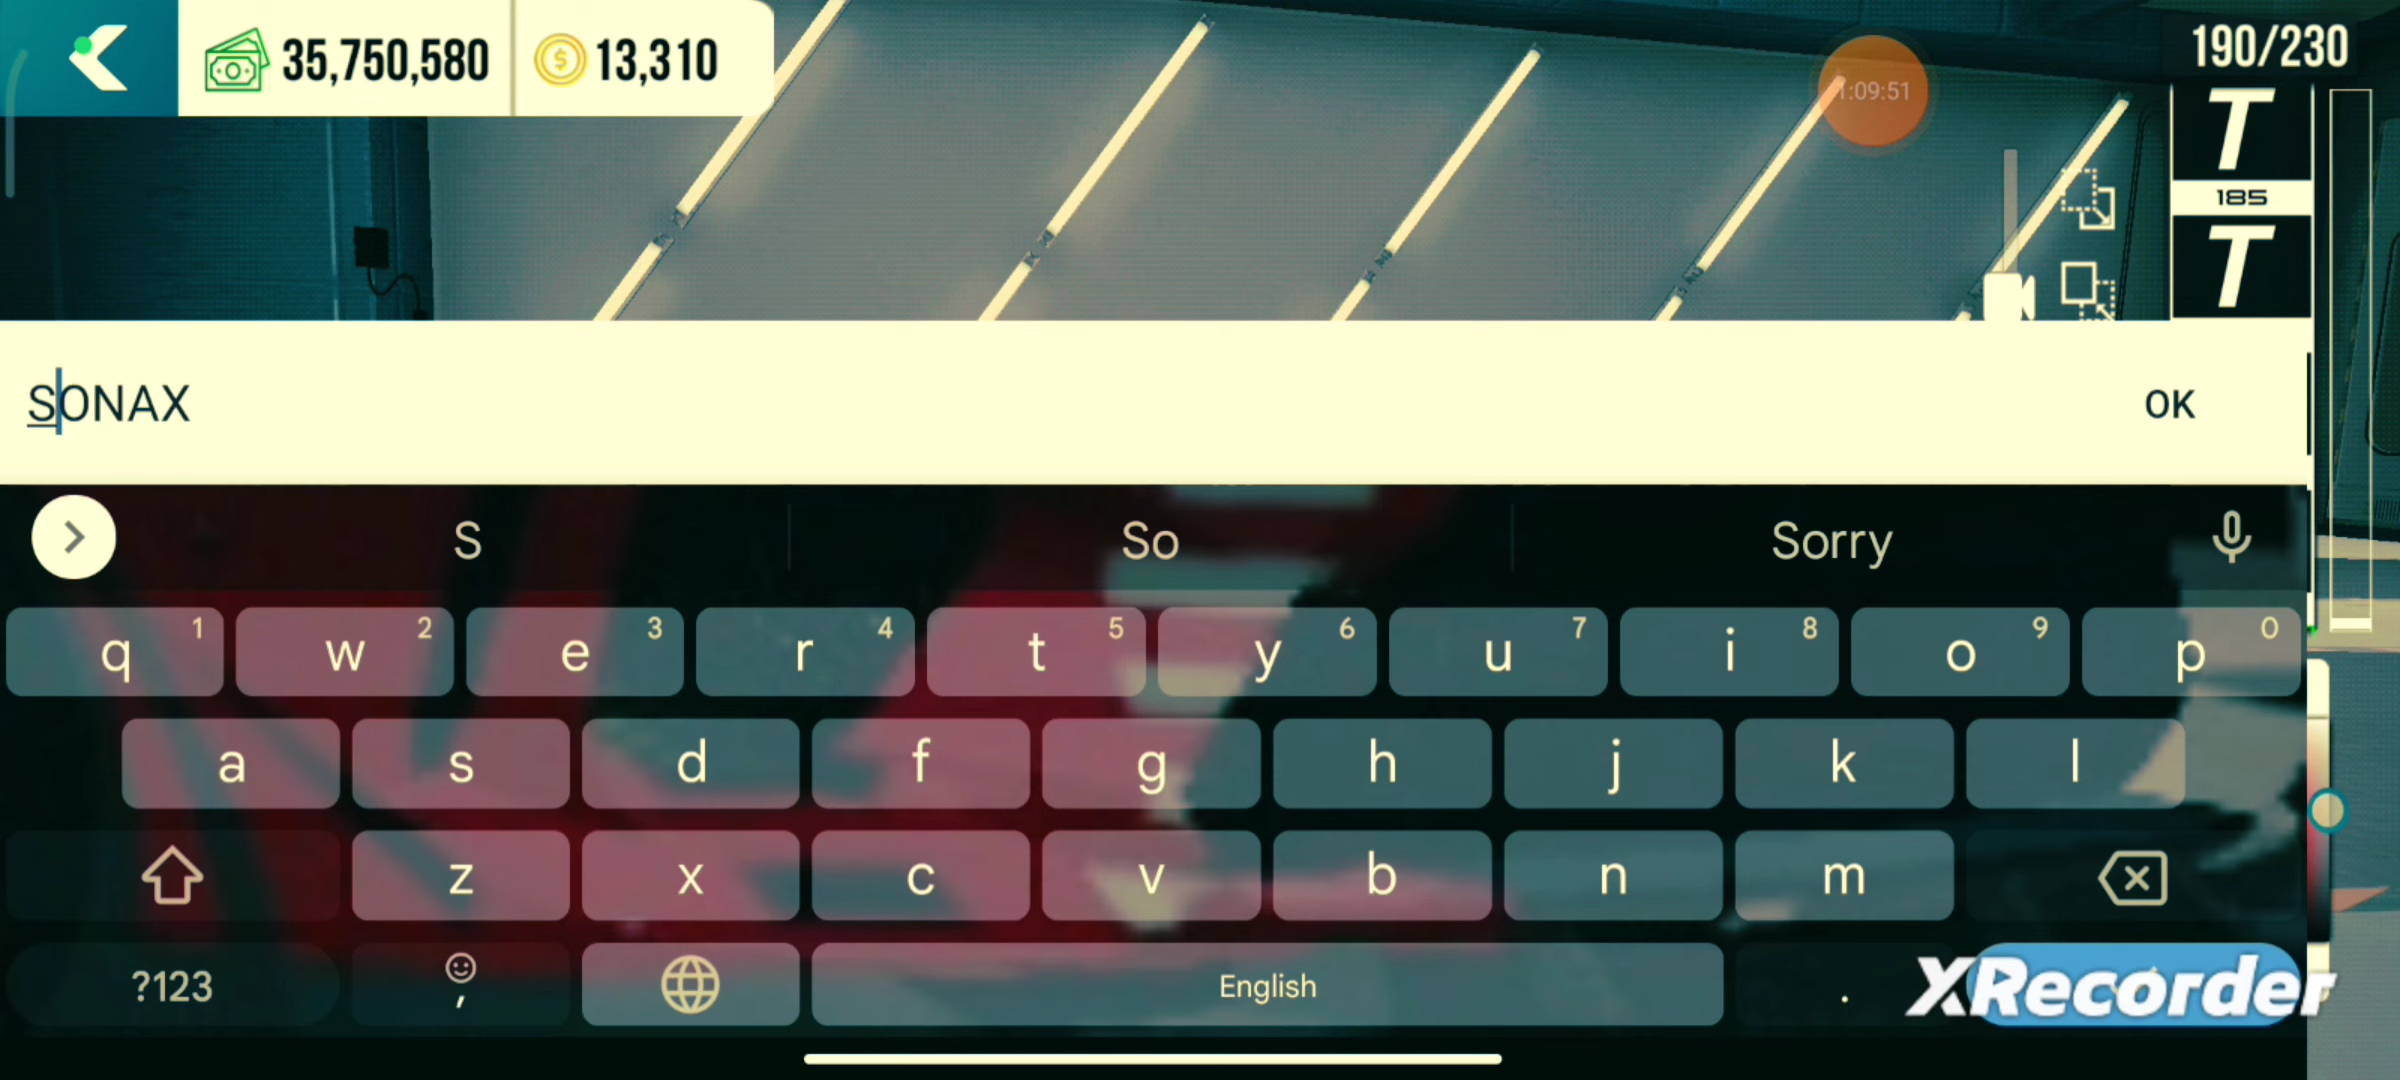 35,750,580 13,310
190/230
1:09:51
T
185
T
SONAX OK
S So Sorry
q 1 w 2 e 3 r 4 t 5 y 6 u 7 i 8 o 9 p 0
a s d f g h j k l
z x c v b n m
?123 , English .
XRecorder